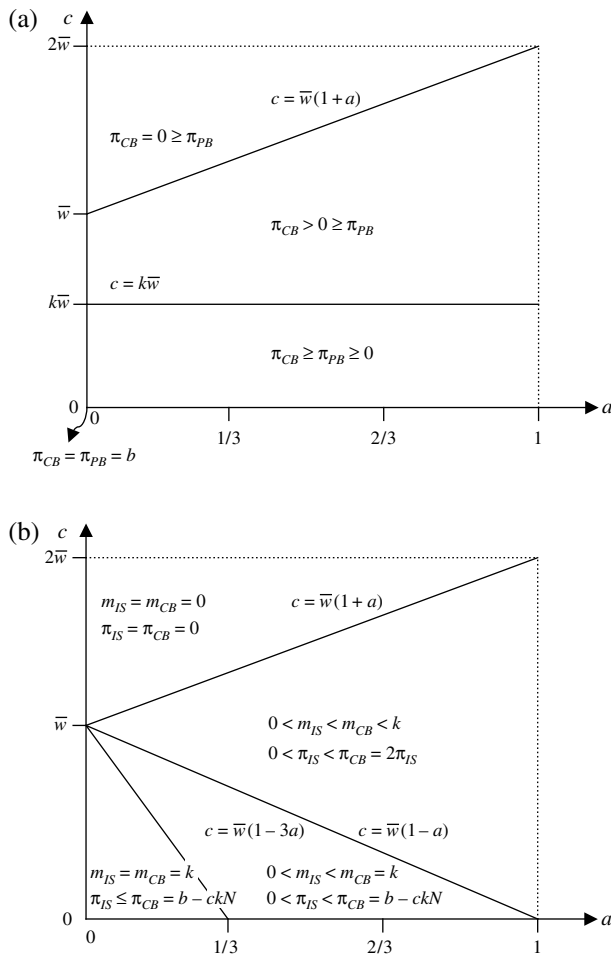 (a)
c
2w̅
c = w̅(1 + a)
π_CB = 0 ≥ π_PB
w̅
π_CB > 0 ≥ π_PB
c = kw̅
kw̅
π_CB ≥ π_PB ≥ 0
0
0
a
1/3
2/3
1
π_CB = π_PB = b
(b)
c
2w̅
m_IS = m_CB = 0
c = w̅(1 + a)
π_IS = π_CB = 0
w̅
0 < m_IS < m_CB < k
0 < π_IS < π_CB = 2π_IS
c = w̅(1 – 3a)
c = w̅(1 – a)
m_IS = m_CB = k
0 < m_IS < m_CB = k
π_IS ≤ π_CB = b – ckN
0 < π_IS < π_CB = b – ckN
0
a
0
1/3
2/3
1